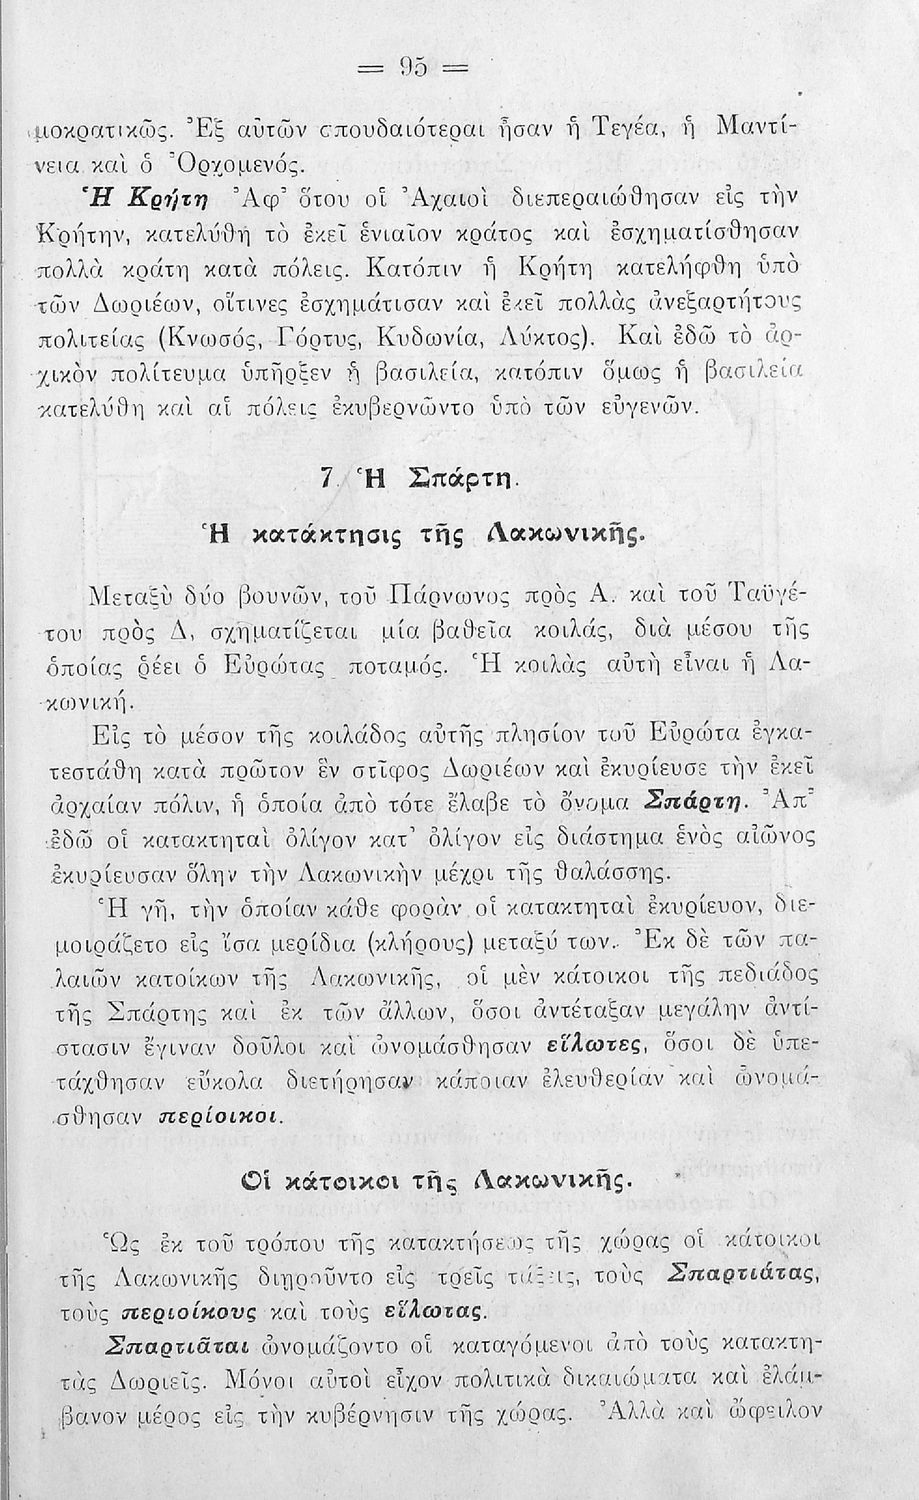 = 95 =
μοκρατικῶς. Ἐξ αὐτῶν σπουδαιότεραι ἦσαν ἡ Τεγέα, ἡ Μαντί-
νεια καὶ ὁ Ὀρχομενός.
Ἡ Κρήτη Ἀφ᾿ ὅτου οἱ Ἀχαιοὶ διεπεραιώθησαν εἰς τὴν
Κρήτην, κατελύθη τὸ ἐκεῖ ἑνιαῖον κράτος καὶ ἐσχηματίσθησαν
πολλὰ κράτη κατὰ πόλεις. Κατόπιν ἡ Κρήτη κατελήφθη ὑπὸ
τῶν Δωριέων, οἵτινες ἐσχημάτισαν καὶ ἐκεῖ πολλὰς ἀνεξαρτήτους
πολιτείας (Κνωσός, Γόρτυς, Κυδωνία, Λύκτος). Καὶ ἐδῶ τὸ ἀρ-
χικὸν πολίτευμα ὑπῆρξεν ἡ βασιλεία, κατόπιν ὅμως ἡ βασιλεία
κατελύθη καὶ αἱ πόλεις ἐκυβερνῶντο ὑπὸ τῶν εὐγενῶν.
7. Ἡ Σπάρτη.
Ἡ κατάκτησις τῆς Λακωνικῆς.
Μεταξὺ δύο βουνῶν, τοῦ Πάρνωνος πρὸς Α. καὶ τοῦ Ταϋγέ-
του πρὸς Δ, σχηματίζεται μία βαθεῖα κοιλάς, διὰ μέσου τῆς
ὁποίας ῥέει ὁ Εὐρώτας ποταμός. Ἡ κοιλὰς αὐτὴ εἶναι ἡ Λα-
κωνική.
Εἰς τὸ μέσον τῆς κοιλάδος αὐτῆς πλησίον τοῦ Εὐρώτα ἐγκα-
τεστάθη κατὰ πρῶτον ἓν στῖφος Δωριέων καὶ ἐκυρίευσε τὴν ἐκεῖ
ἀρχαίαν πόλιν, ἡ ὁποία ἀπὸ τότε ἔλαβε τὸ ὄνομα Σπάρτη. Ἀπ᾿
ἐδῶ οἱ κατακτηταὶ ὀλίγον κατ᾿ ὀλίγον εἰς διάστημα ἑνὸς αἰῶνος
ἐκυρίευσαν ὅλην τὴν Λακωνικὴν μέχρι τῆς θαλάσσης.
Ἡ γῆ, τὴν ὁποίαν κάθε φορὰν οἱ κατακτηταὶ ἐκυρίευον, διε-
μοιράζετο εἰς ἴσα μερίδια (κλήρους) μεταξύ των. Ἐκ δὲ τῶν πα-
λαιῶν κατοίκων τῆς Λακωνικῆς, οἱ μὲν κάτοικοι τῆς πεδιάδος
τῆς Σπάρτης καὶ ἐκ τῶν ἄλλων, ὅσοι ἀντέταξαν μεγάλην ἀντί-
στασιν ἔγιναν δοῦλοι καὶ ὠνομάσθησαν εἵλωτες, ὅσοι δὲ ὑπε-
τάχθησαν εὔκολα διετήρησαν κάποιαν ἐλευθερίαν καὶ ὠνομά-
σθησαν περίοικοι.
Οἱ κάτοικοι τῆς Λακωνικῆς.
Ὡς ἐκ τοῦ τρόπου τῆς κατακτήσεως τῆς χώρας οἱ κάτοικοι
τῆς Λακωνικῆς διῃροῦντο εἰς τρεῖς τάξεις, τοὺς Σπαρτιάτας,
τοὺς περιοίκους καὶ τοὺς εἵλωτας.
Σπαρτιᾶται ὠνομάζοντο οἱ καταγόμενοι ἀπὸ τοὺς κατακτη-
τὰς Δωριεῖς. Μόνοι αὐτοὶ εἶχον πολιτικὰ δικαιώματα καὶ ἐλάμ-
βανον μέρος εἰς τὴν κυβέρνησιν τῆς χώρας. Ἀλλὰ καὶ ὤφειλον